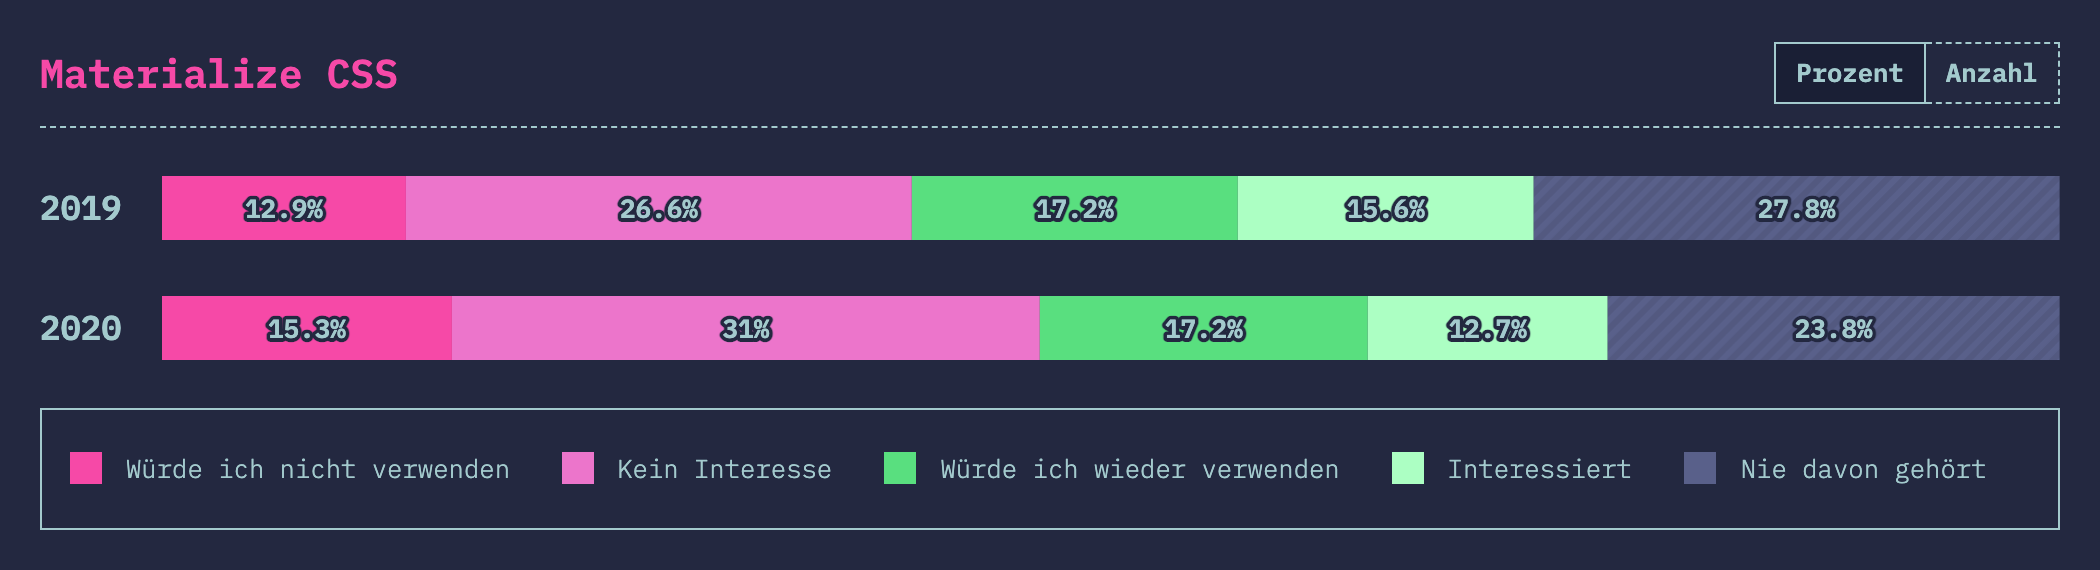 Materialize CSS
Prozent Anzahl
2019 12.9% 26.6% 17.2% 15.6% 27.8%
2020 15.3% 31% 17.2% 12.7% 23.8%
Würde ich nicht verwenden Kein Interesse Würde ich wieder verwenden Interessiert Nie davon gehört